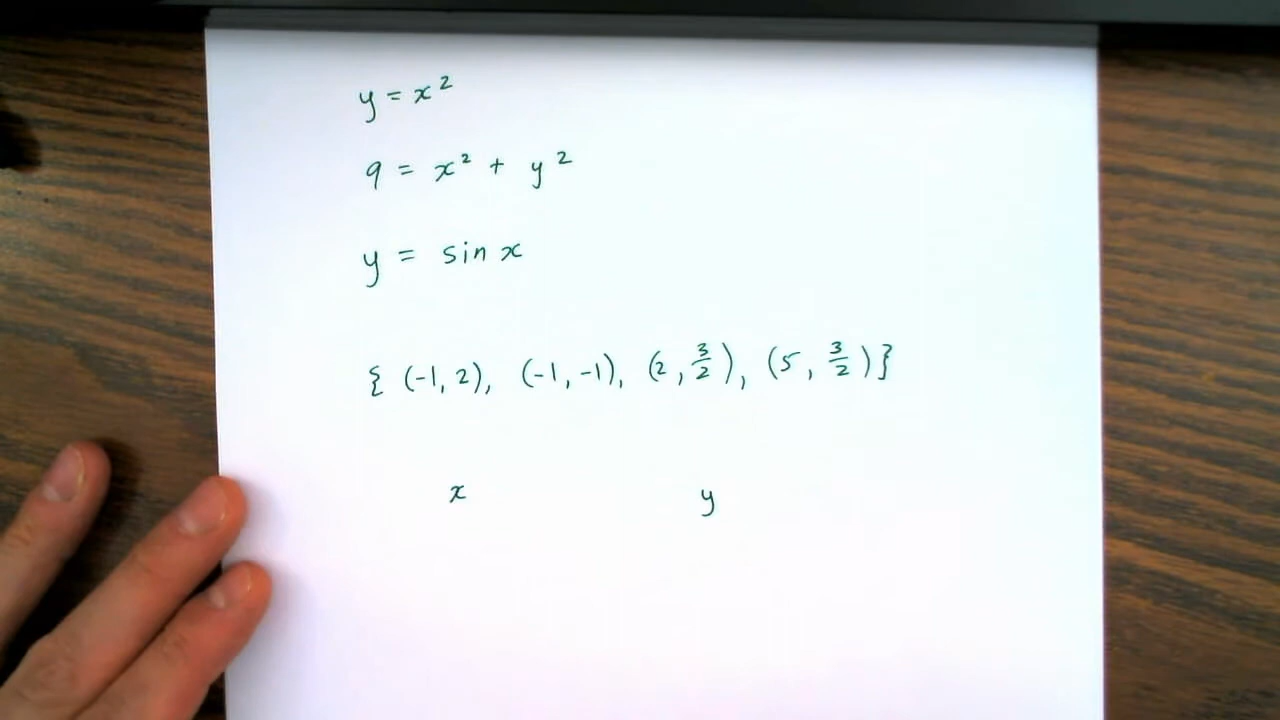 y = x²
9 = x² + y²
y = sin x
{ (-1, 2), (-1, -1), (2, 3/2), (5, 3/2) }
x y